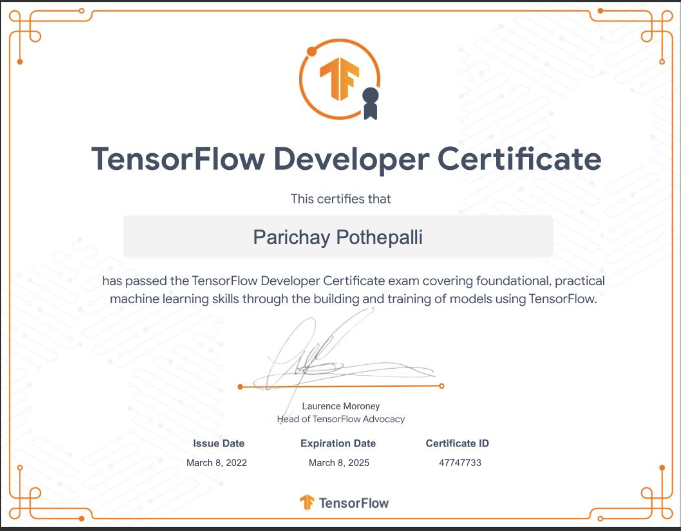 TensorFlow Developer Certificate
This certifies that
Parichay Pothepalli
has passed the TensorFlow Developer Certificate exam covering foundational, practical
machine learning skills through the building and training of models using TensorFlow.
Laurence Moroney
Head of TensorFlow Advocacy
Issue Date Expiration Date Certificate ID
March 8, 2022 March 8, 2025 47747733
TensorFlow